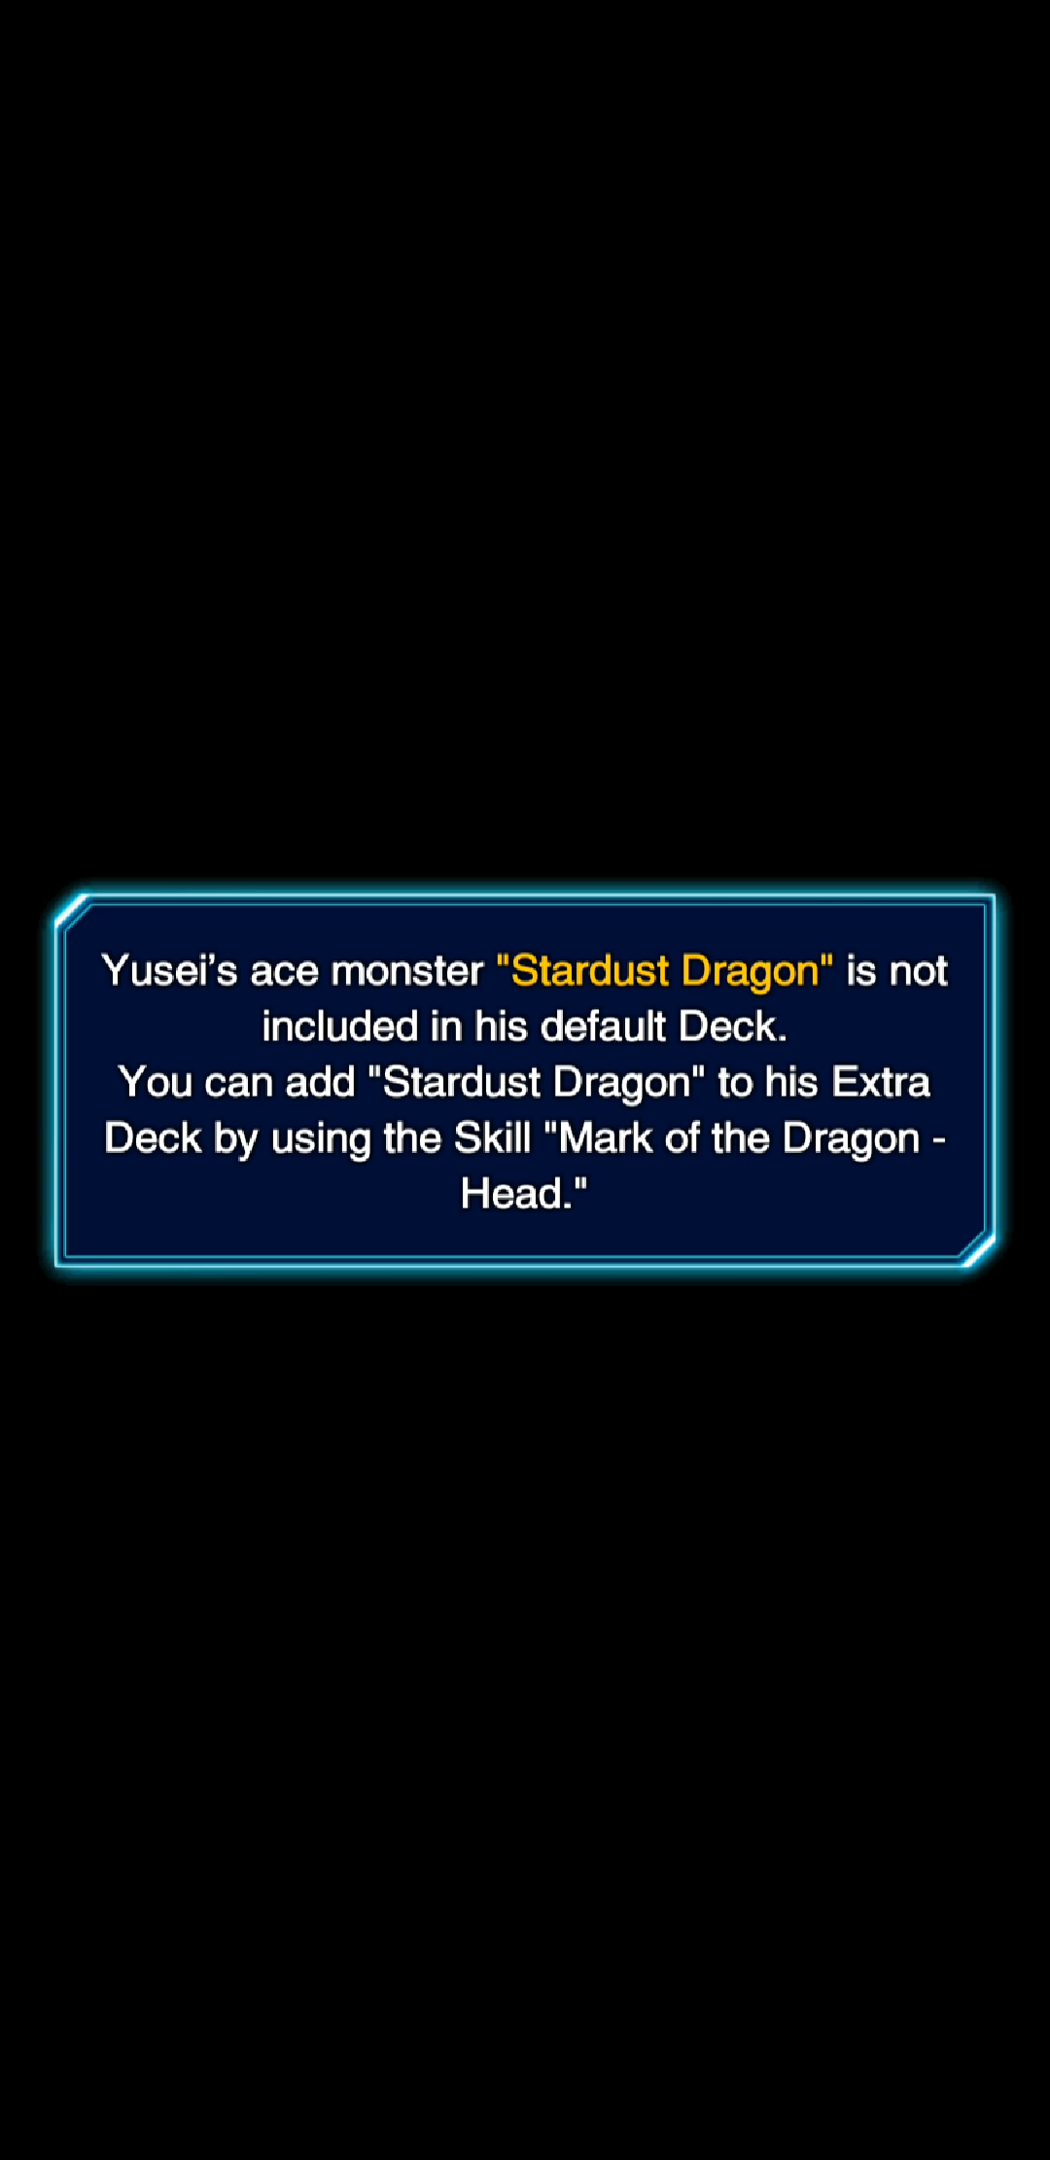 Yusei’s ace monster "Stardust Dragon" is not
included in his default Deck.
You can add "Stardust Dragon" to his Extra
Deck by using the Skill "Mark of the Dragon -
Head."